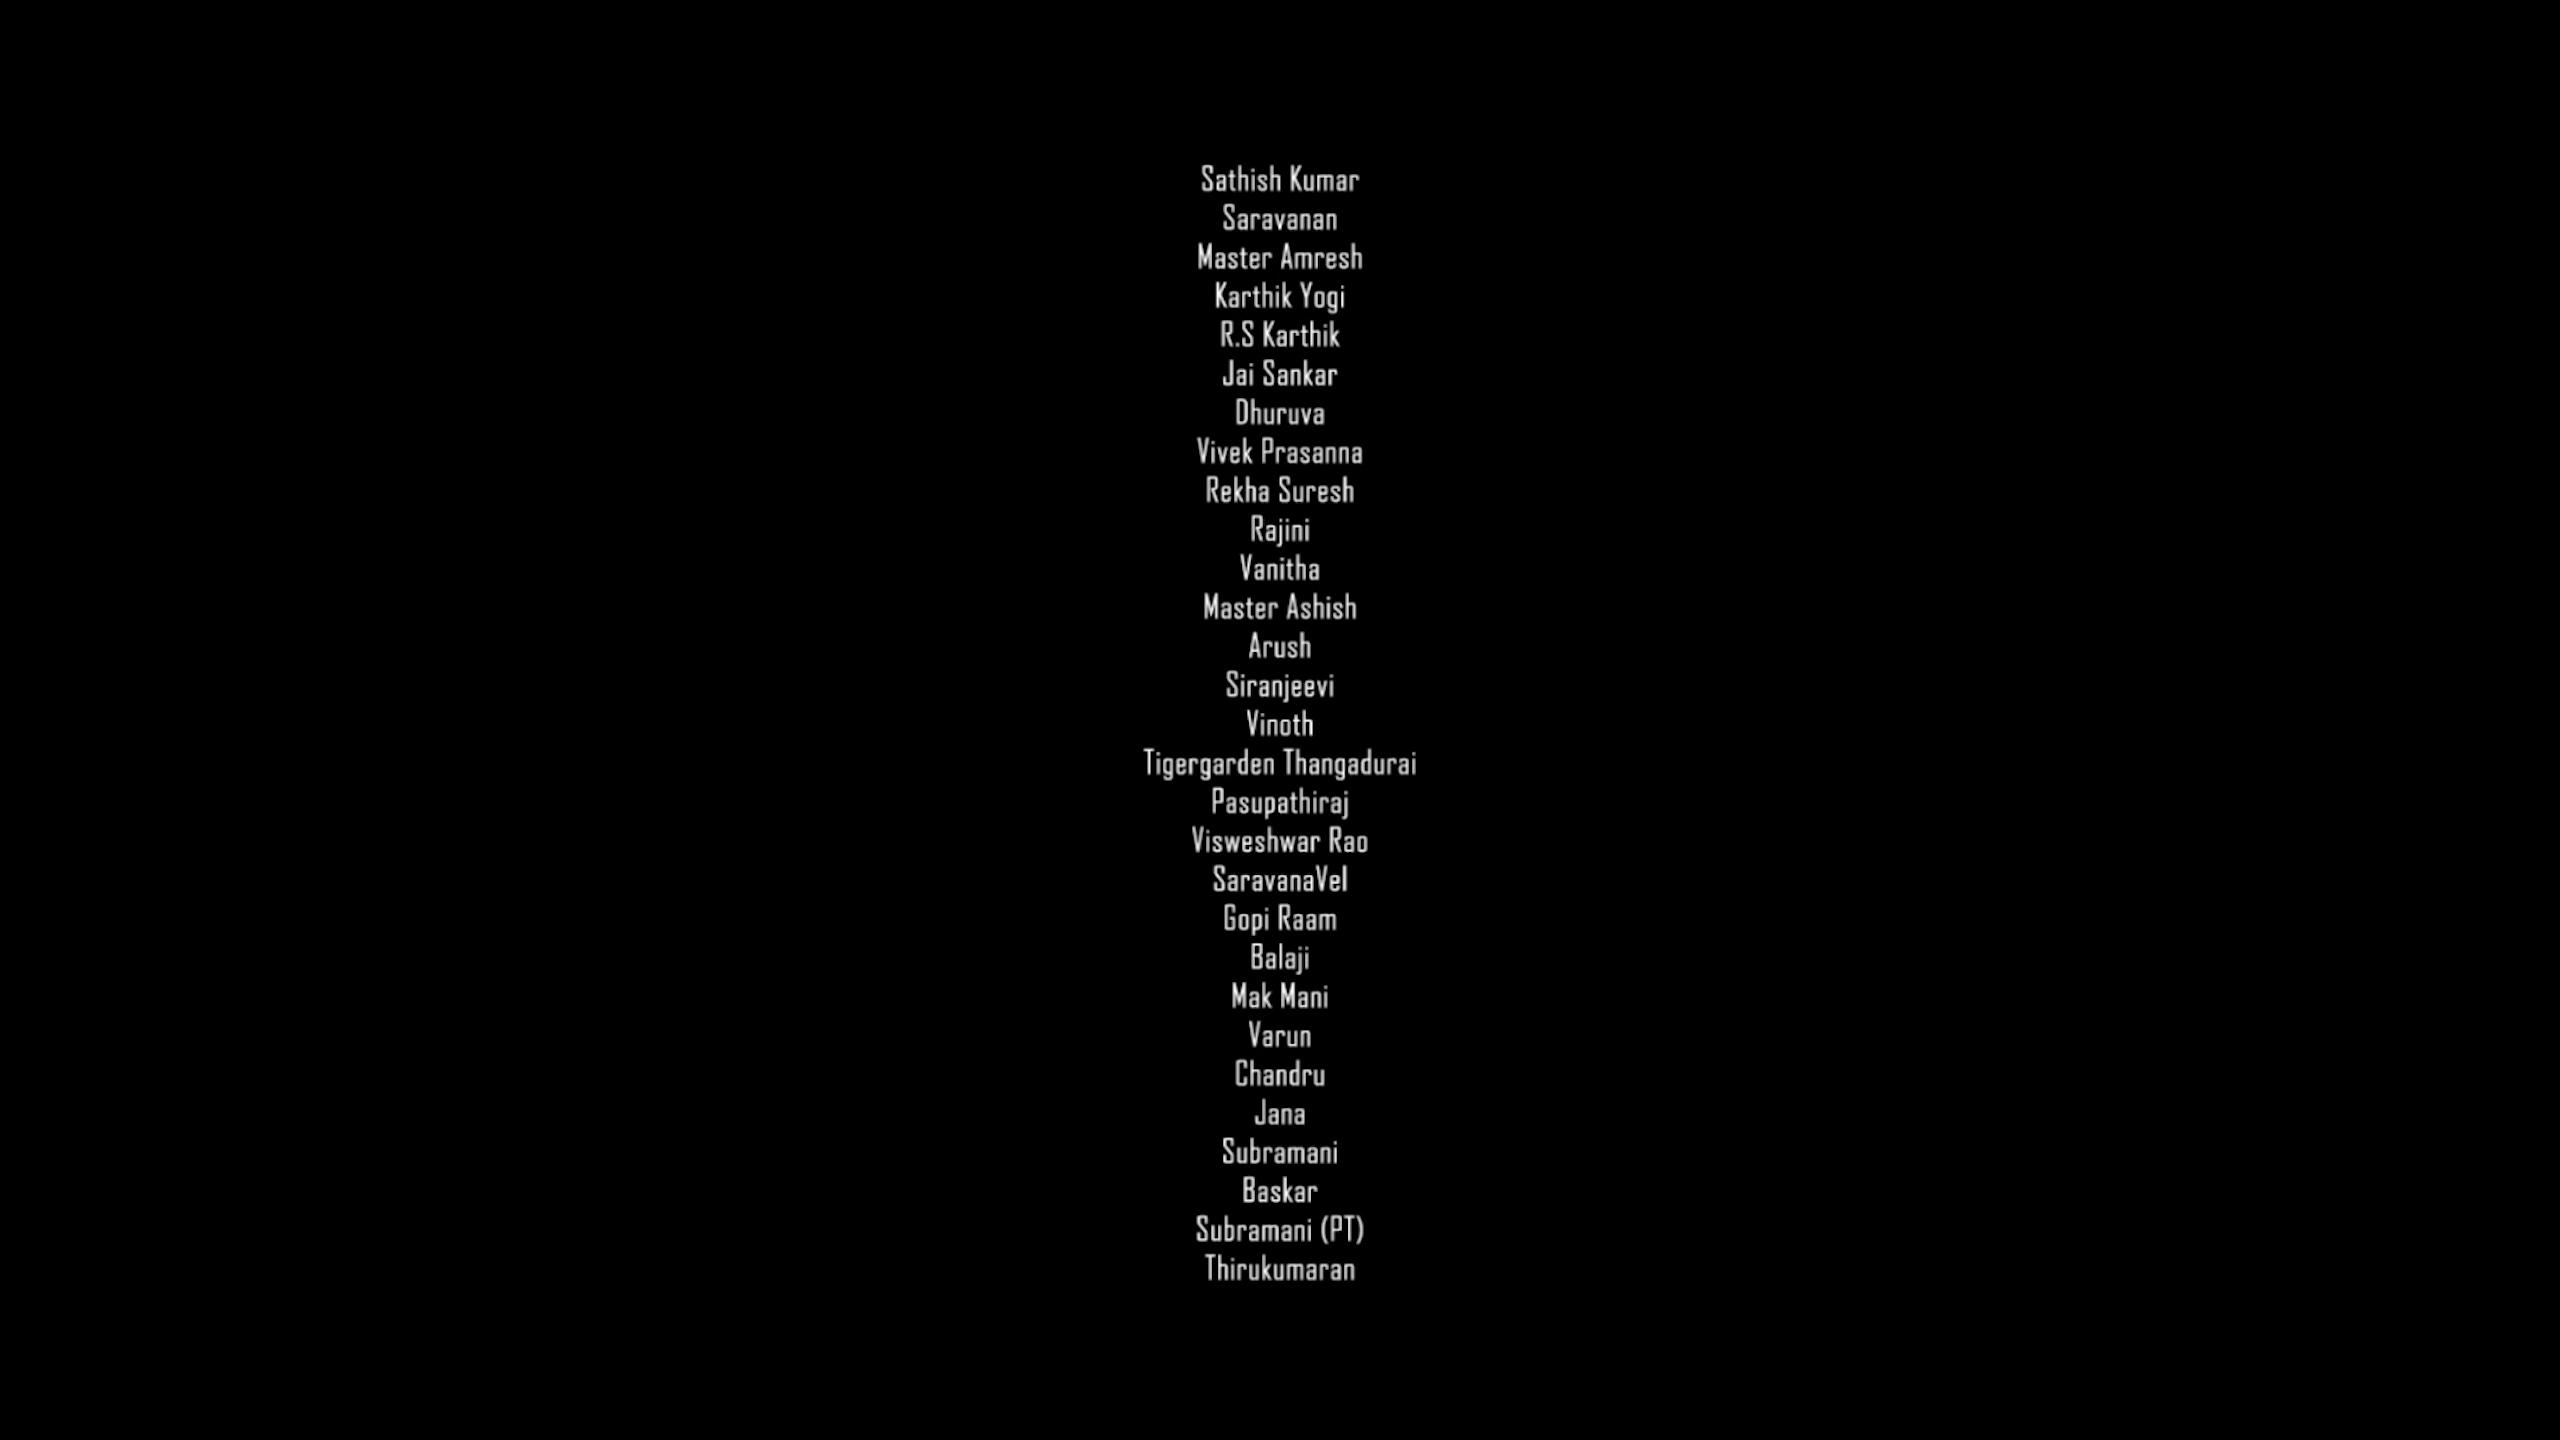 Sathish Kumar
Saravanan
Master Amresh
Karthik Yogi
R.S Karthik
Jai Sankar
Dhuruva
Vivek Prasanna
Rekha Suresh
Rajini
Vanitha
Master Ashish
Arush
Siranjeevi
Vinoth
Tigergarden Thangadurai
Pasupathiraj
Visweshwar Rao
SaravanaVel
Gopi Raam
Balaji
Mak Mani
Varun
Chandru
Jana
Subramani
Baskar
Subramani (PT)
Thirukumaran